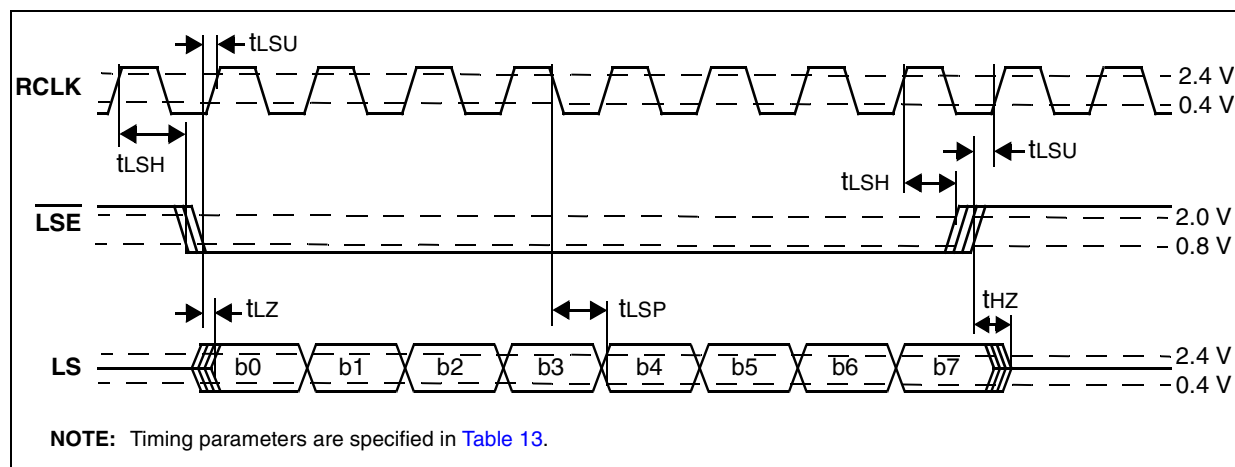 tLSU
RCLK
2.4 V
0.4 V
tLSH
tLSU
tLSH
LSE
2.0 V
0.8 V
tLZ
tLSP
tHZ
LS
b0 b1 b2 b3 b4 b5 b6 b7
2.4 V
0.4 V
NOTE: Timing parameters are specified in Table 13.